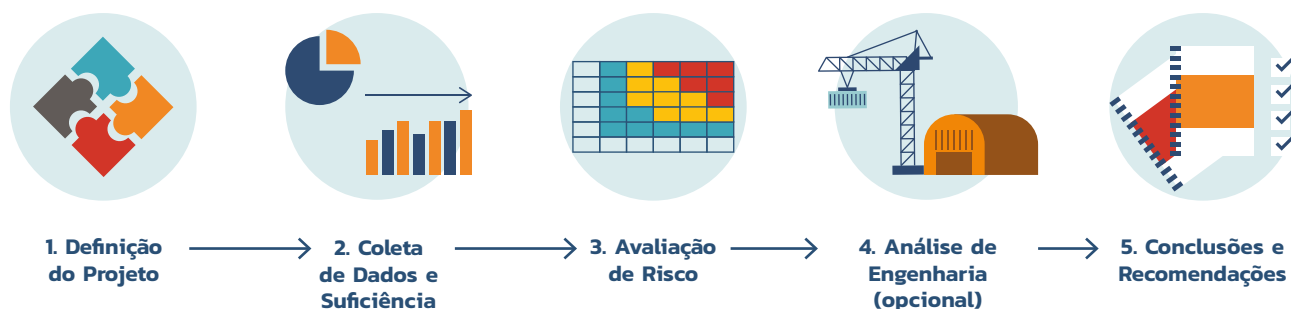 1. Definição
do Projeto
2. Coleta
de Dados e
Suficiência
3. Avaliação
de Risco
4. Análise de
Engenharia
(opcional)
5. Conclusões e
Recomendações